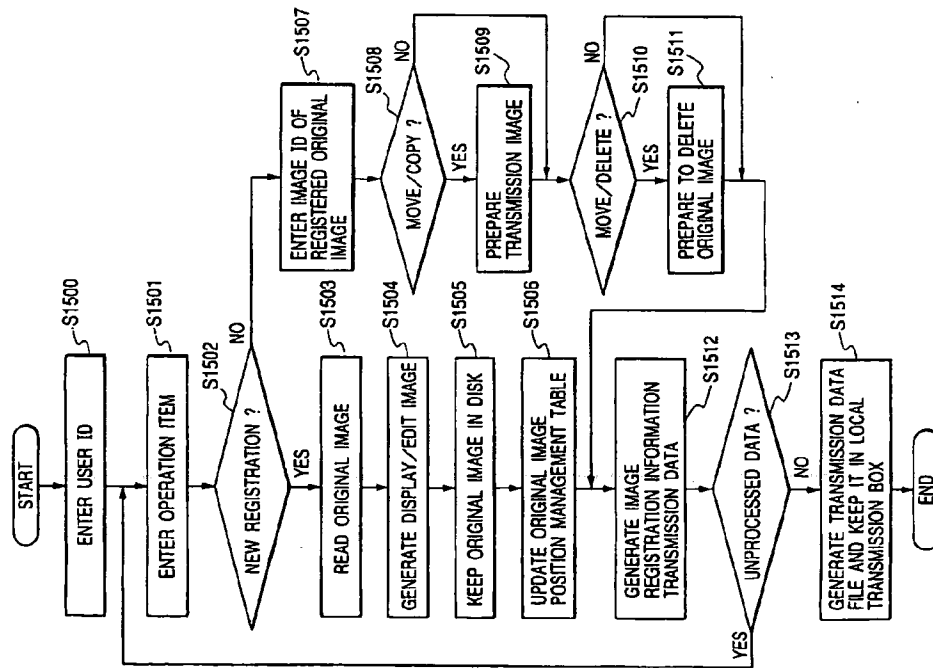 START
ENTER USER ID
S1500
ENTER OPERATION ITEM
S1501
NEW REGISTRATION ?
S1502
NO
YES
READ ORIGINAL IMAGE
S1503
GENERATE DISPLAY/EDIT IMAGE
S1504
KEEP ORIGINAL IMAGE IN DISK
S1505
UPDATE ORIGINAL IMAGE
POSITION MANAGEMENT TABLE
S1506
ENTER IMAGE ID OF
REGISTERED ORIGINAL
IMAGE
S1507
MOVE/COPY ?
S1508
NO
YES
PREPARE
TRANSMISSION IMAGE
S1509
MOVE/DELETE ?
S1510
NO
YES
PREPARE TO DELETE
ORIGINAL IMAGE
S1511
GENERATE IMAGE
REGISTRATION INFORMATION
TRANSMISSION DATA
S1512
UNPROCESSED DATA ?
S1513
YES
NO
GENERATE TRANSMISSION DATA
FILE AND KEEP IT IN LOCAL
TRANSMISSION BOX
S1514
END